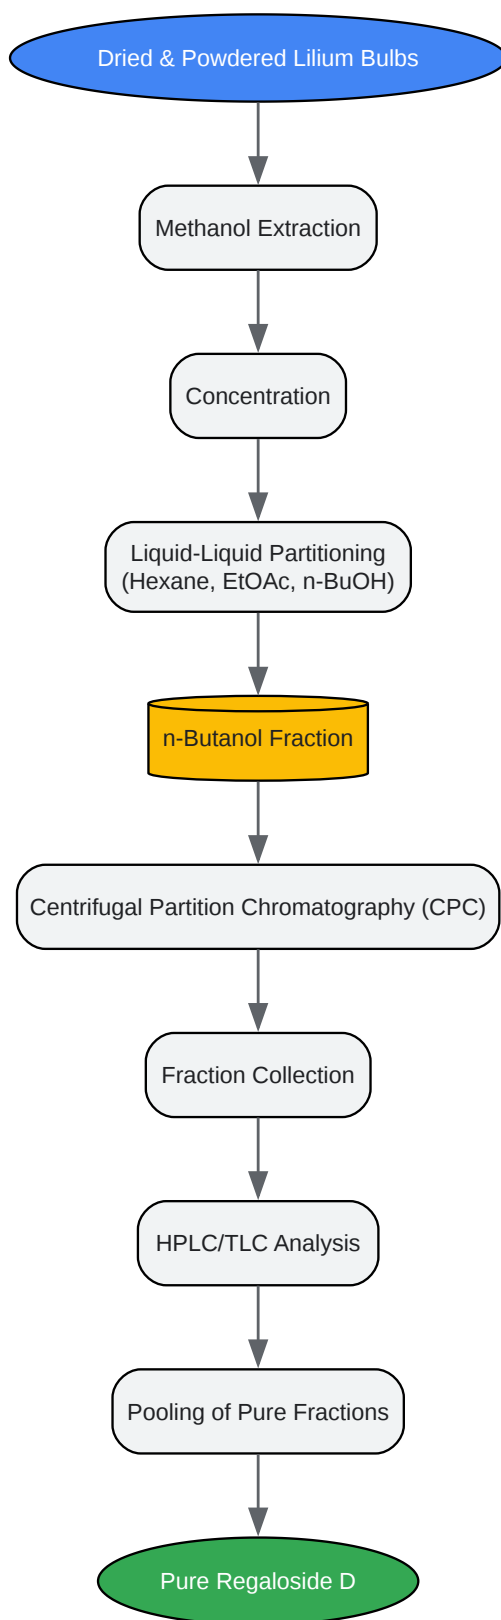 Dried & Powdered Lilium Bulbs
Methanol Extraction
Concentration
Liquid-Liquid Partitioning
(Hexane, EtOAc, n-BuOH)
n-Butanol Fraction
Centrifugal Partition Chromatography (CPC)
Fraction Collection
HPLC/TLC Analysis
Pooling of Pure Fractions
Pure Regaloside D